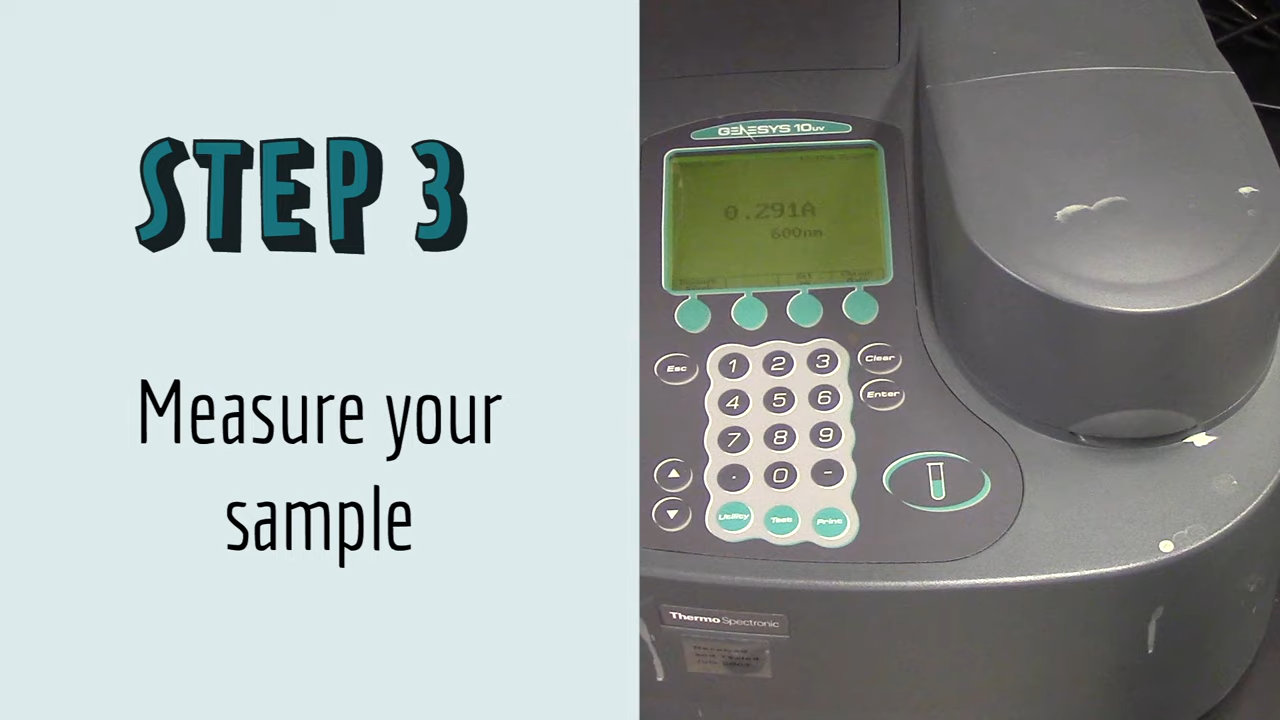 STEP 3
Measure your
sample
GENESYS 10uv
0.291A
600nm
Esc
1 2 3
Clear
4 5 6
Enter
7 8 9
. 0 -
Utility Test Print
Thermo Spectronic